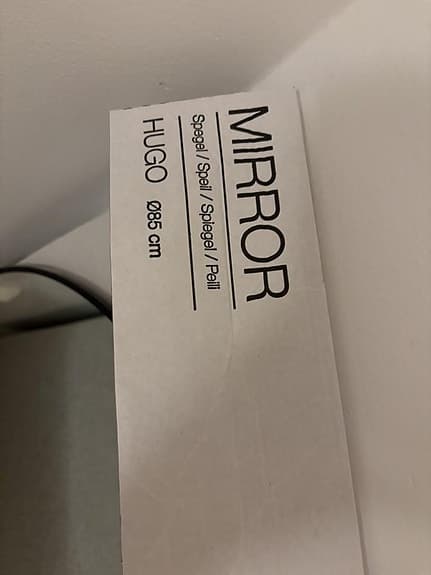 MIRROR
Spegel / Speil / Spiegel / Peili
HUGO Ø85 cm